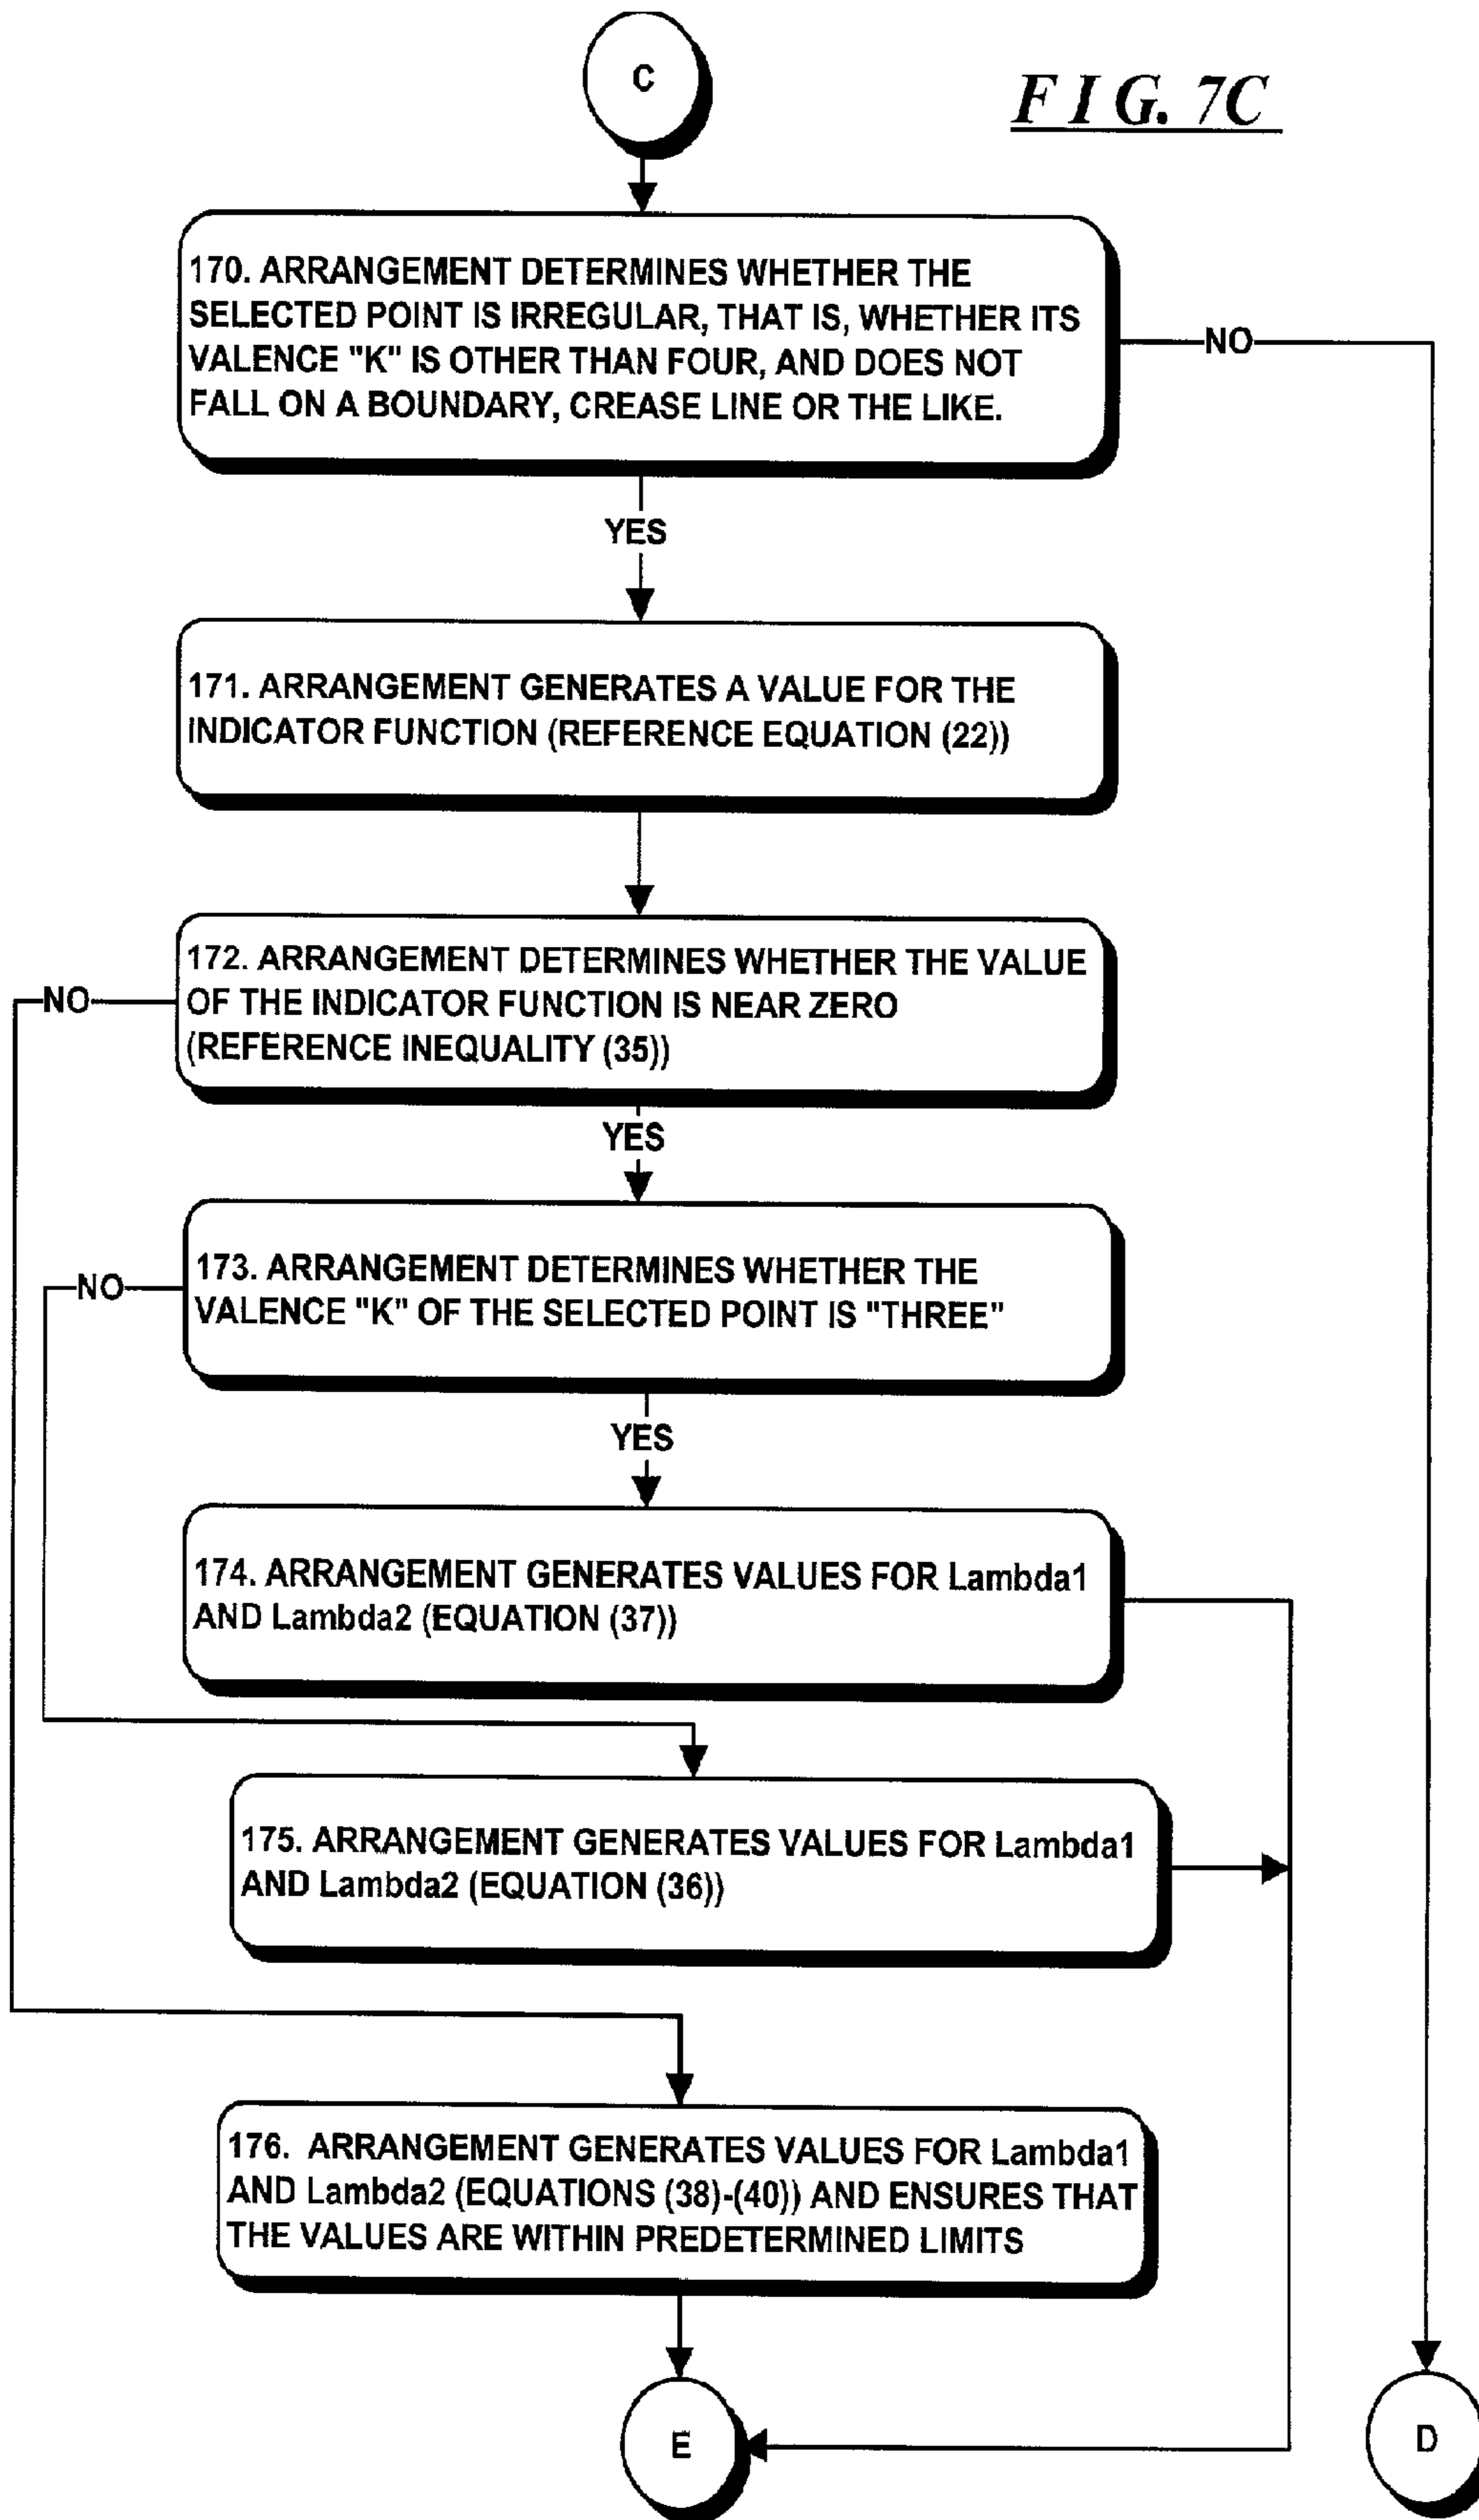 C
FIG. 7C
170. ARRANGEMENT DETERMINES WHETHER THE
SELECTED POINT IS IRREGULAR, THAT IS, WHETHER ITS
VALENCE "K" IS OTHER THAN FOUR, AND DOES NOT
FALL ON A BOUNDARY, CREASE LINE OR THE LIKE.
NO
YES
171. ARRANGEMENT GENERATES A VALUE FOR THE
INDICATOR FUNCTION (REFERENCE EQUATION (22))
172. ARRANGEMENT DETERMINES WHETHER THE VALUE
OF THE INDICATOR FUNCTION IS NEAR ZERO
(REFERENCE INEQUALITY (35))
NO
YES
173. ARRANGEMENT DETERMINES WHETHER THE
VALENCE "K" OF THE SELECTED POINT IS "THREE"
NO
YES
174. ARRANGEMENT GENERATES VALUES FOR Lambda1
AND Lambda2 (EQUATION (37))
175. ARRANGEMENT GENERATES VALUES FOR Lambda1
AND Lambda2 (EQUATION (36))
176. ARRANGEMENT GENERATES VALUES FOR Lambda1
AND Lambda2 (EQUATIONS (38)-(40)) AND ENSURES THAT
THE VALUES ARE WITHIN PREDETERMINED LIMITS
E
D